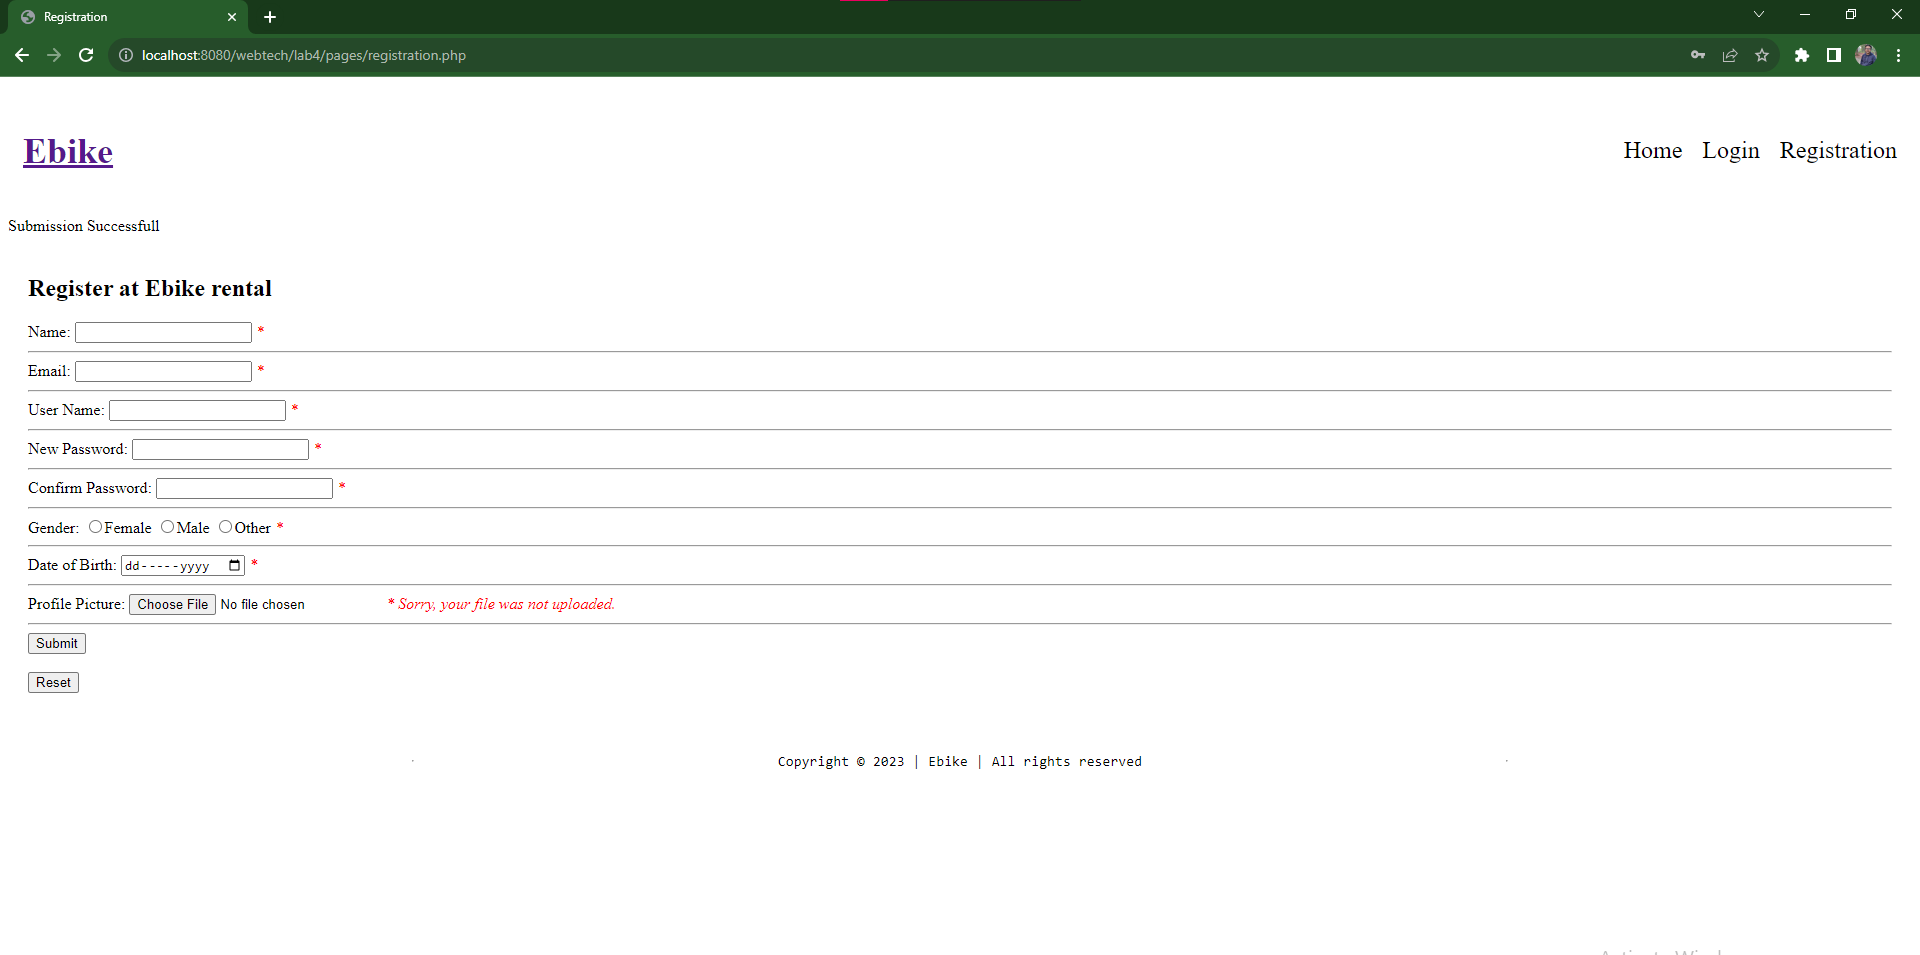 Registration
localhost:8080/webtech/lab4/pages/registration.php
Ebike
Home Login Registration
Submission Successfull
Register at Ebike rental
Name: *
Email: *
User Name: *
New Password: *
Confirm Password: *
Gender: Female Male Other *
Date of Birth: dd-----yyyy *
Profile Picture: Choose File No file chosen * Sorry, your file was not uploaded.
Submit
Reset
Copyright © 2023 | Ebike | All rights reserved